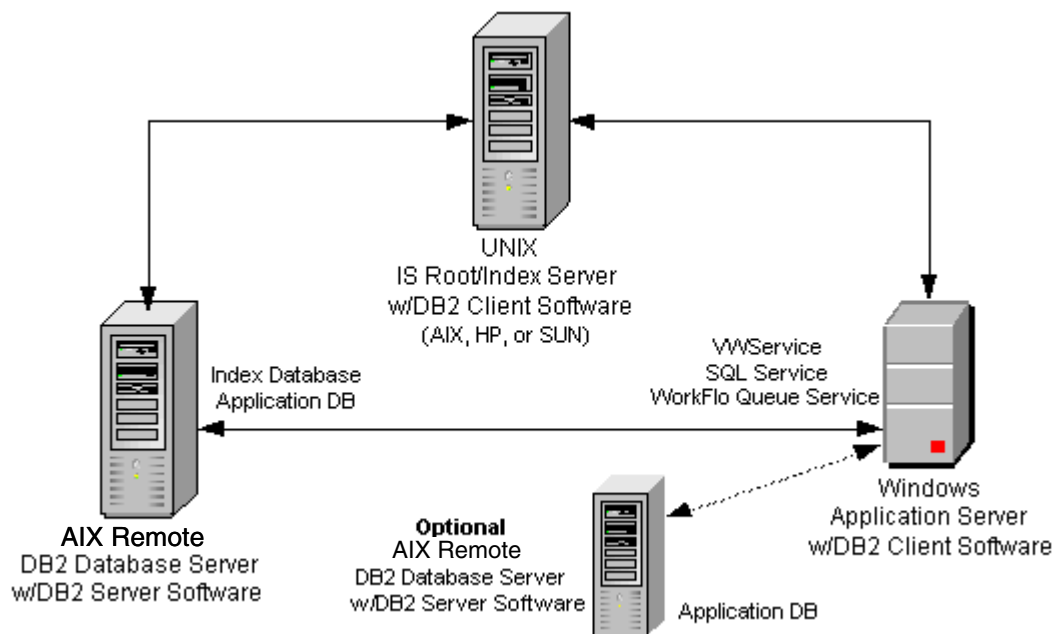 UNIX
IS Root/Index Server
w/DB2 Client Software
(AIX, HP, or SUN)
Index Database
Application DB
VWService
SQL Service
WorkFlo Queue Service
AIX Remote
DB2 Database Server
w/DB2 Server Software
Optional
AIX Remote
DB2 Database Server
w/DB2 Server Software
Application DB
Windows
Application Server
w/DB2 Client Software